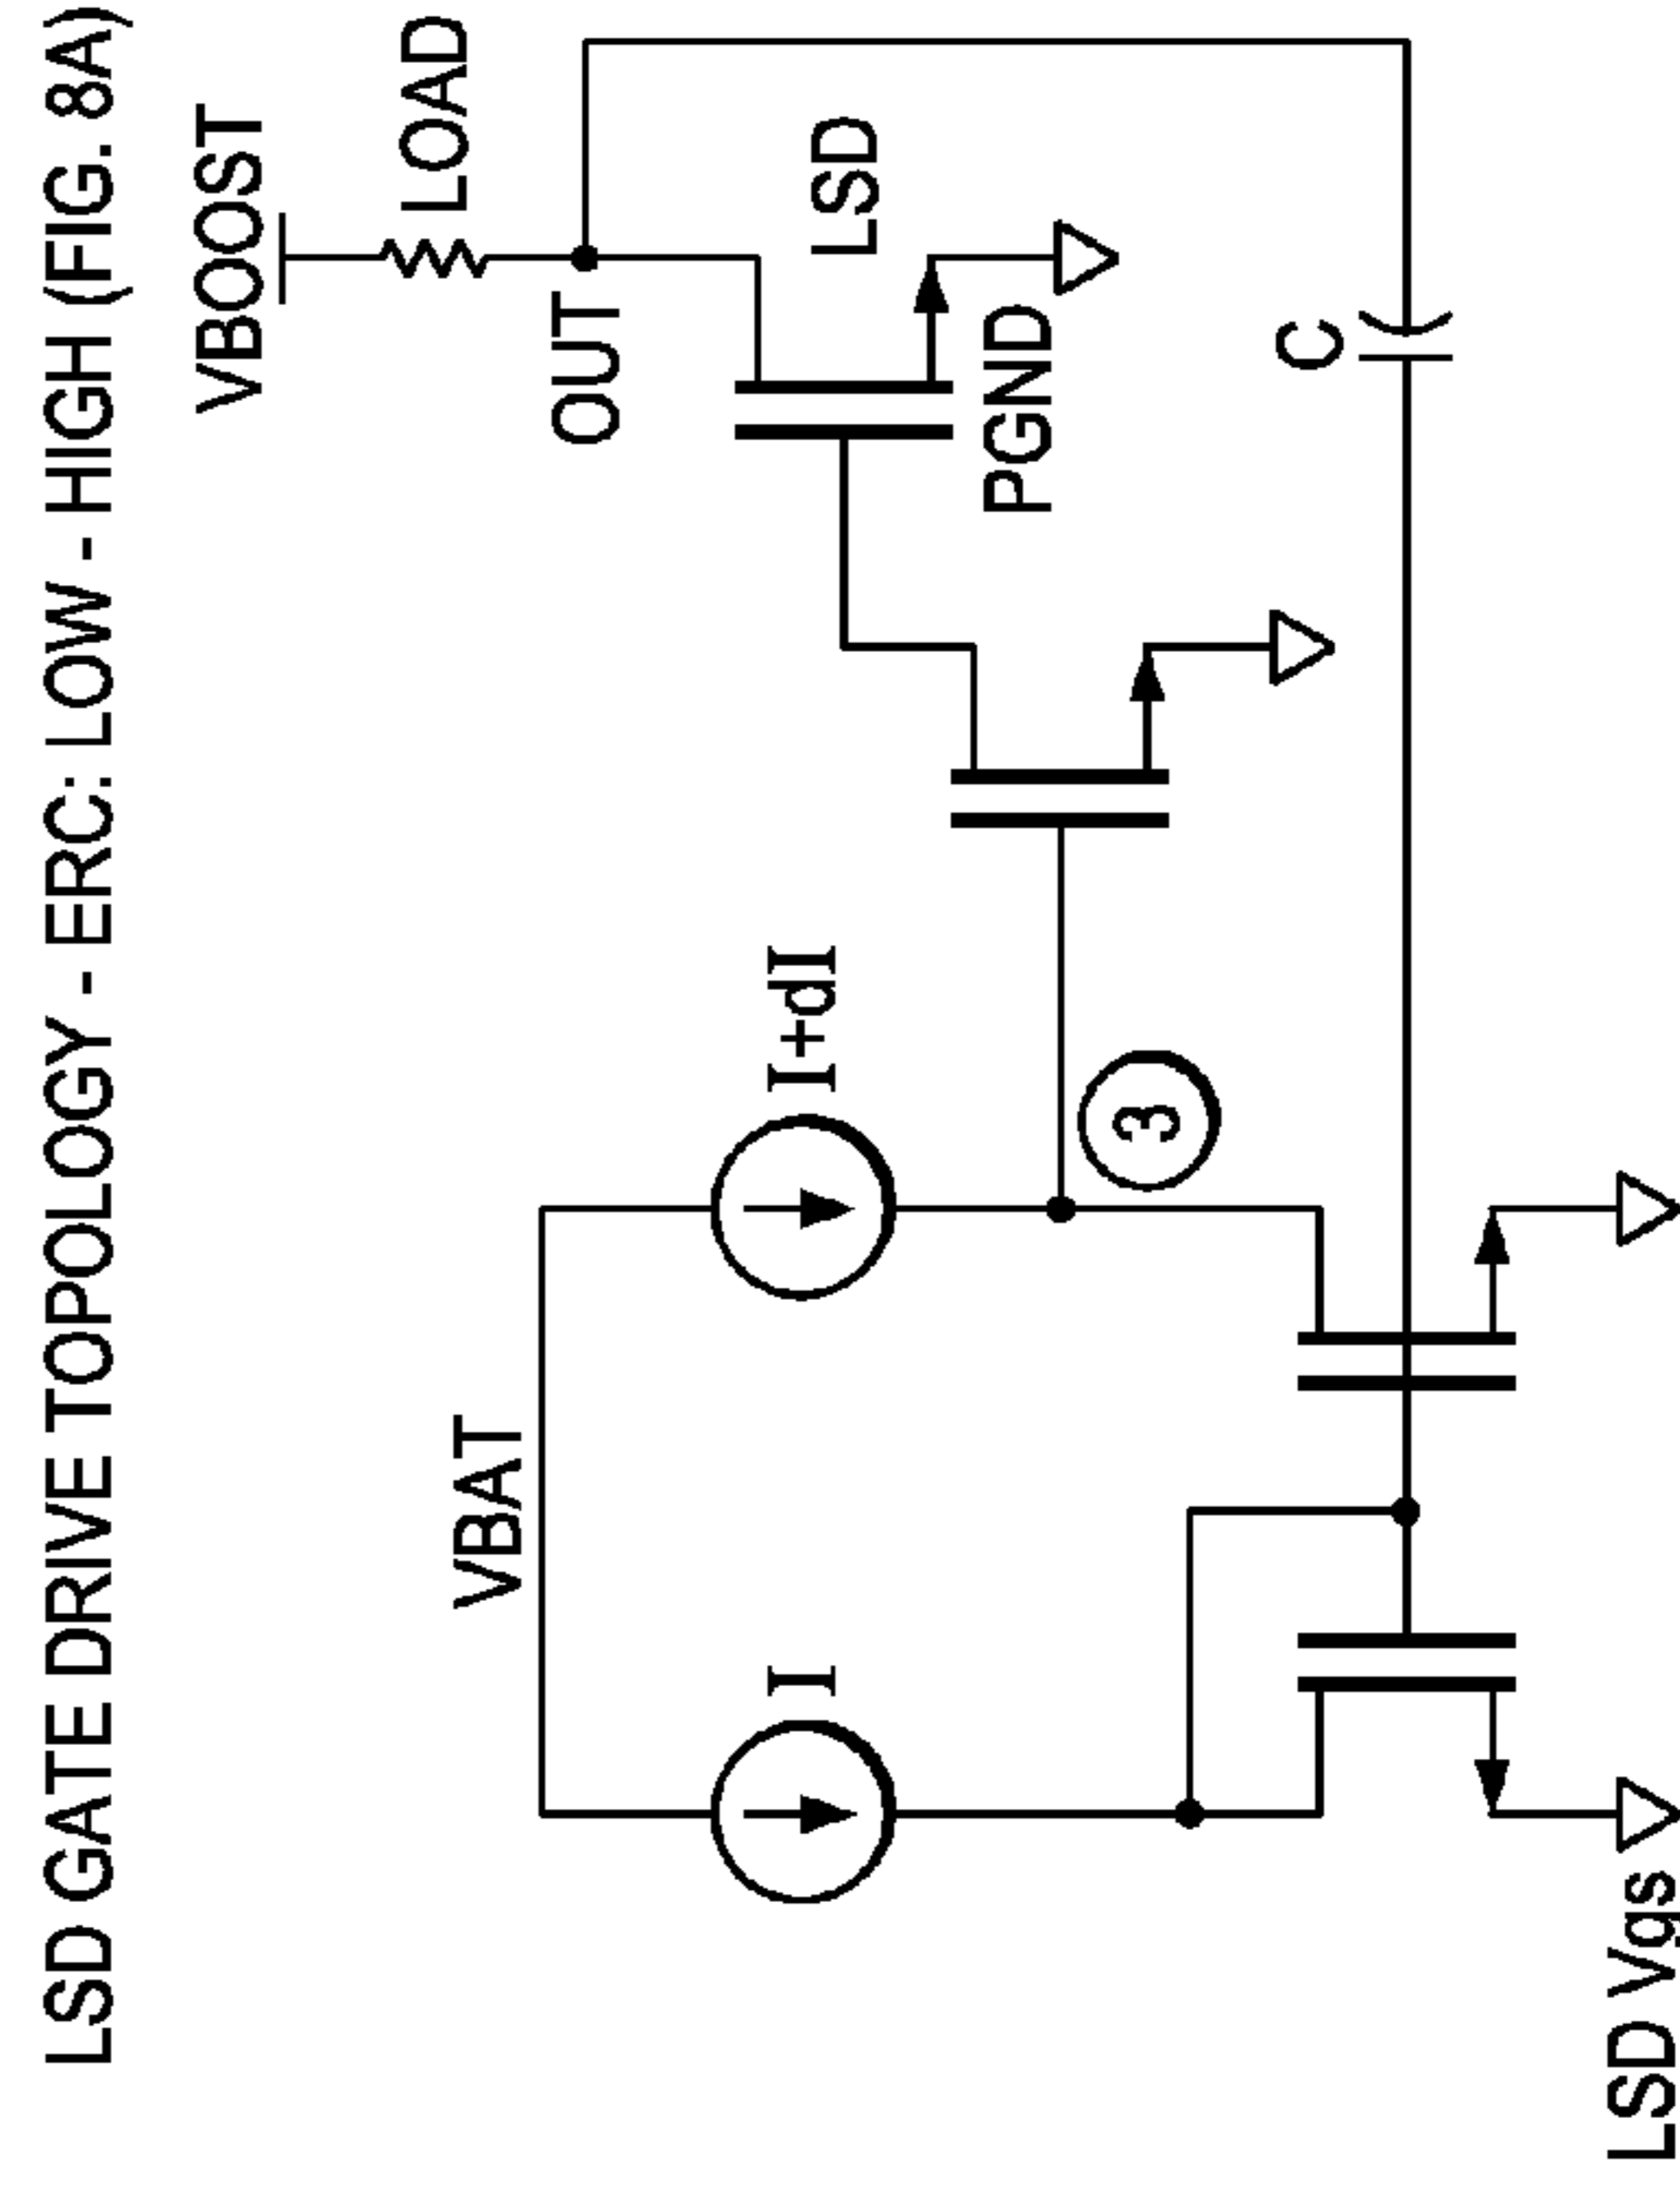 LSD GATE DRIVE TOPOLOGY - ERC: LOW - HIGH (FIG. 8A)
VBOOST
LOAD
VBAT
OUT
I
I+dI
LSD
PGND
3
C
LSD Vgs